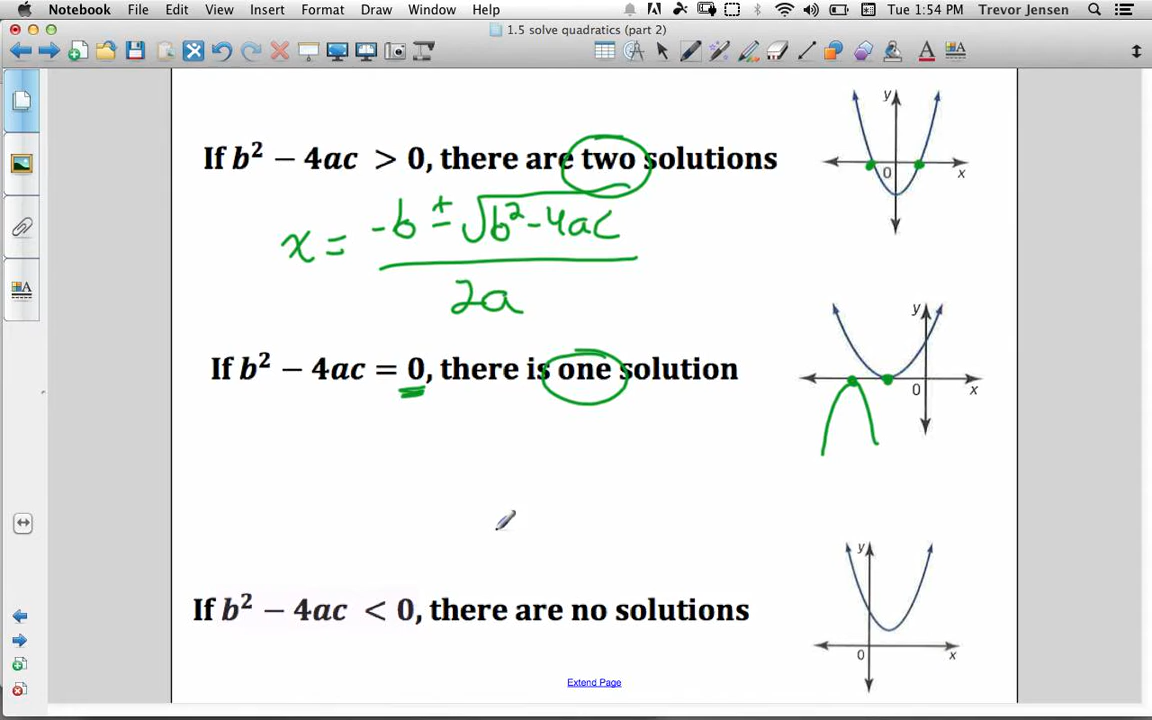 Notebook File Edit View Insert Format Draw Window Help Tue 1:54 PM Trevor Jensen
1.5 solve quadratics (part 2)
If b² − 4ac > 0, there are two solutions
x = -b ± √b²-4ac
2a
If b² − 4ac = 0, there is one solution
If b² − 4ac < 0, there are no solutions
Extend Page
y
0
x
y
0
x
y
0
x